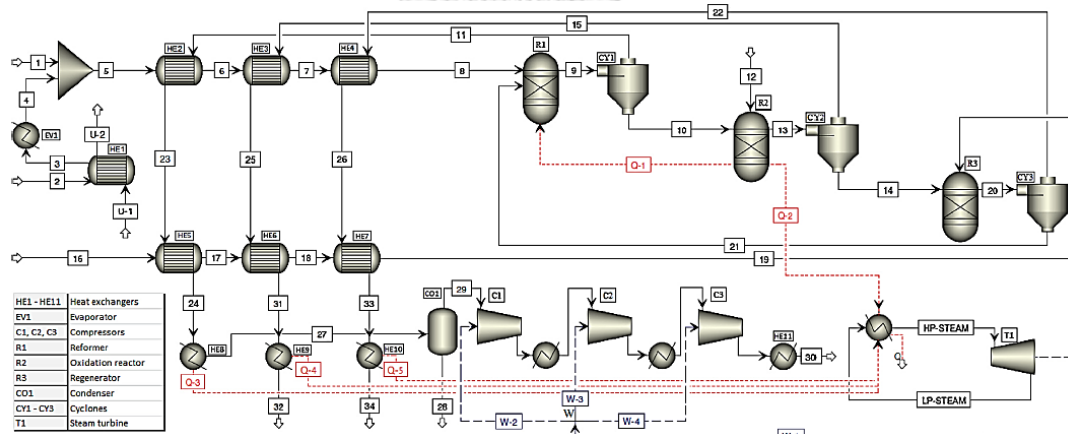 22
15
11
HE2
HE3
HE4
R1
CY1
1
5
6
7
8
9
12
4
R2
CY2
EV1
U-2
HE1
10
13
3
23
25
26
Q-1
R3
CY3
2
14
20
U-1
Q-2
21
HE5
HE6
HE7
16
17
18
19
HE1 - HE11 Heat exchangers
EV1 Evaporator
C1, C2, C3 Compressors
R1 Reformer
R2 Oxidation reactor
R3 Regenerator
CO1 Condenser
CY1 - CY3 Cyclones
T1 Steam turbine
24
31
33
CO1
29
C1
C2
C3
27
HE8
HE9
HE10
HE11
30
HP-STEAM
T1
Q
Q-3
Q-4
Q-5
W-3
LP-STEAM
32
34
28
W-2
W
W-4